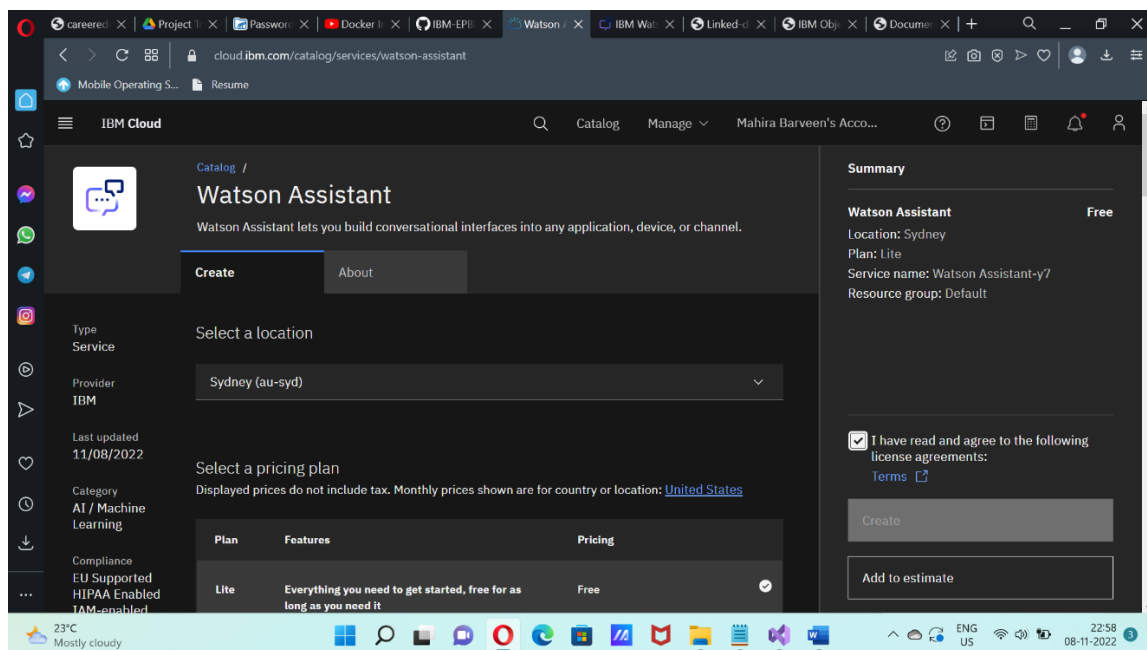 careered
Project T
Password
Docker I
IBM-EPB
Watson A
IBM Wat
Linked-d
IBM Obj
Documer
cloud.ibm.com/catalog/services/watson-assistant
Mobile Operating S...
Resume
IBM Cloud
Catalog
Manage
Mahira Barveen's Acco...
Catalog /
Watson Assistant
Watson Assistant lets you build conversational interfaces into any application, device, or channel.
Create
About
Type
Service
Provider
IBM
Last updated
11/08/2022
Category
AI / Machine
Learning
Compliance
EU Supported
HIPAA Enabled
IAM-enabled
Select a location
Sydney (au-syd)
Select a pricing plan
Displayed prices do not include tax. Monthly prices shown are for country or location: United States
Plan Features Pricing
Lite Everything you need to get started, free for as Free
long as you need it
Summary
Watson Assistant Free
Location: Sydney
Plan: Lite
Service name: Watson Assistant-y7
Resource group: Default
I have read and agree to the following
license agreements:
Terms
Create
Add to estimate
23°C
Mostly cloudy
ENG
US
22:58
08-11-2022
3